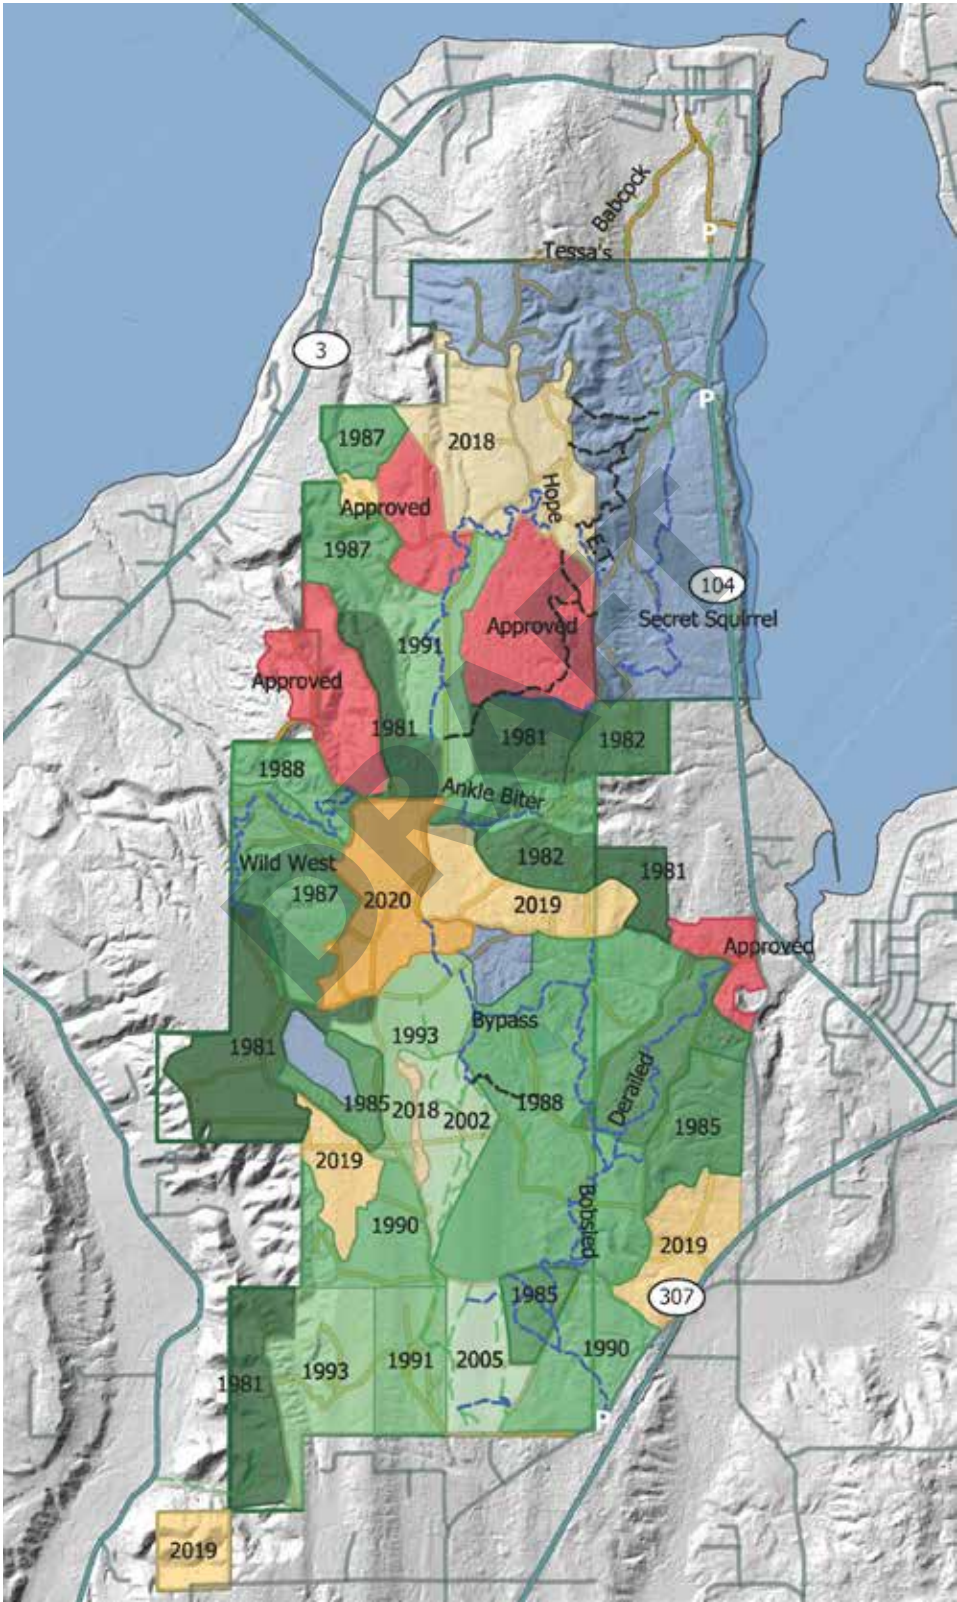 Babcock
P
Tessa's
3
P
1987
2018
Approved
Hope
1987
E.T.
104
Approved
Secret Squirrel
1991
Approved
1981
1981
1982
1988
Ankle Biter
Wild West
1982
1981
1987
2020
2019
Approved
Bypass
1993
1981
Derailed
1985
2018
2002
1988
1985
2019
1990
Bobsled
2019
1985
307
1990
1993
1991
2005
1981
P
2019
DRAFT